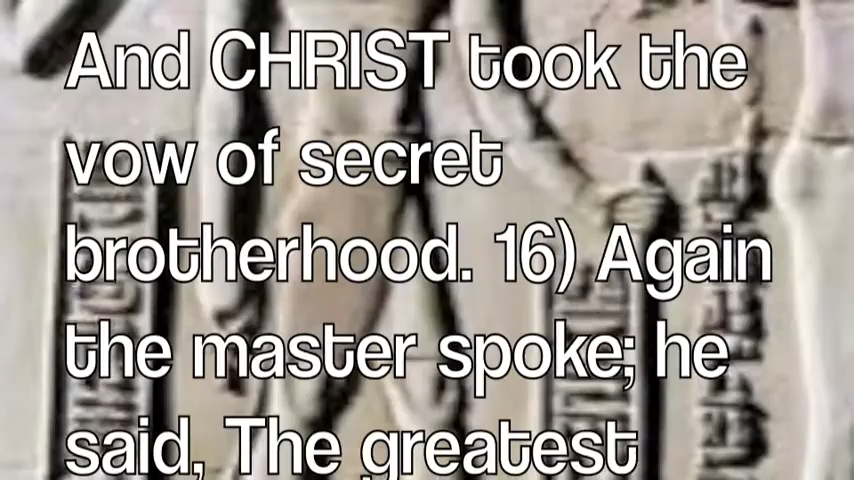 And CHRIST took the
vow of secret
brotherhood. 16) Again
the master spoke; he
said, The greatest